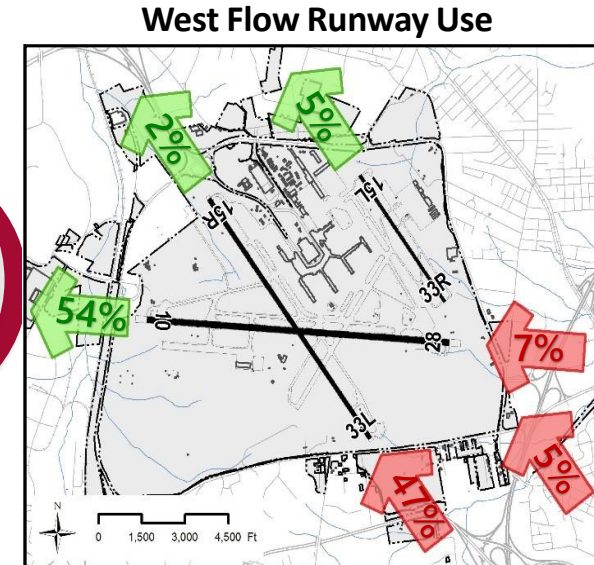 West Flow Runway Use
2%
5%
15R
15L
33R
54%
10
28
7%
33L
47%
5%
N
0 1,500 3,000 4,500 Ft